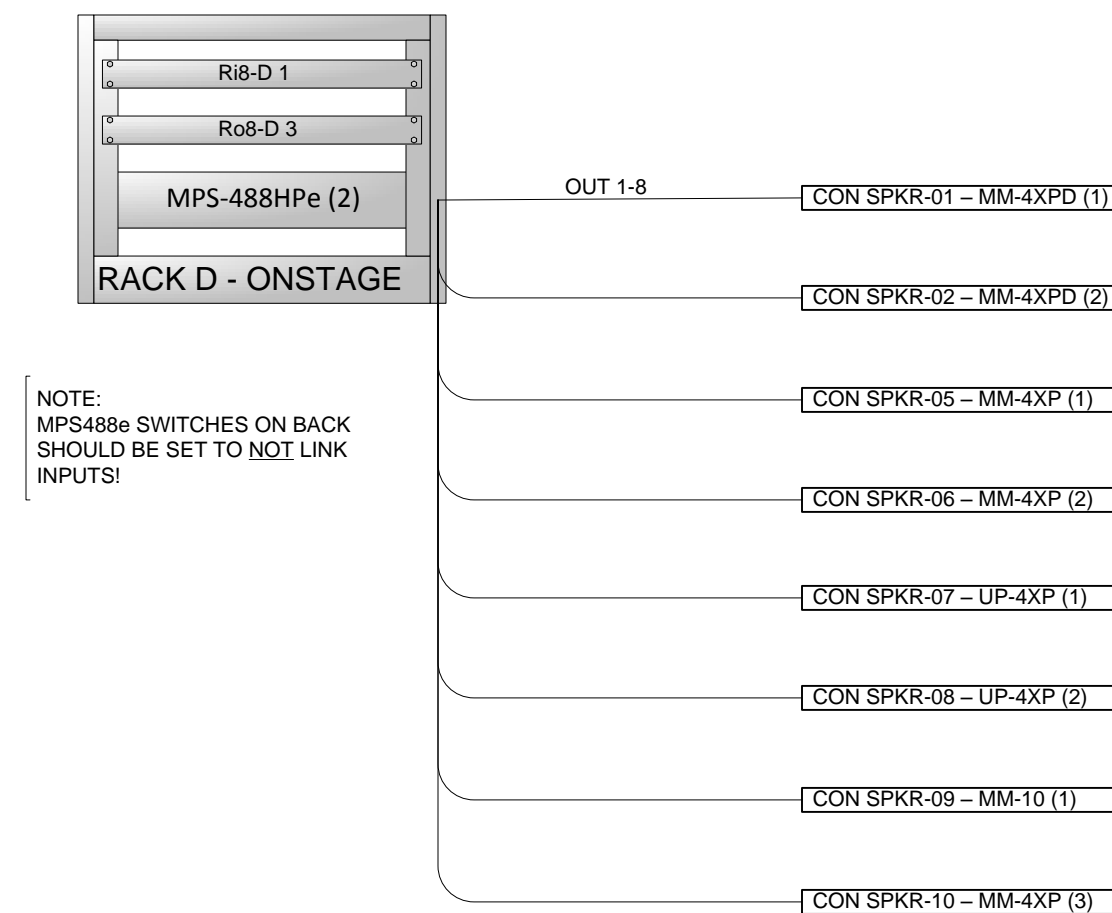 Ri8-D 1
Ro8-D 3
MPS-488HPe (2)
RACK D - ONSTAGE
OUT 1-8
CON SPKR-01 – MM-4XPD (1)
CON SPKR-02 – MM-4XPD (2)
CON SPKR-05 – MM-4XP (1)
CON SPKR-06 – MM-4XP (2)
CON SPKR-07 – UP-4XP (1)
CON SPKR-08 – UP-4XP (2)
CON SPKR-09 – MM-10 (1)
CON SPKR-10 – MM-4XP (3)
NOTE:
MPS488e SWITCHES ON BACK
SHOULD BE SET TO NOT LINK
INPUTS!